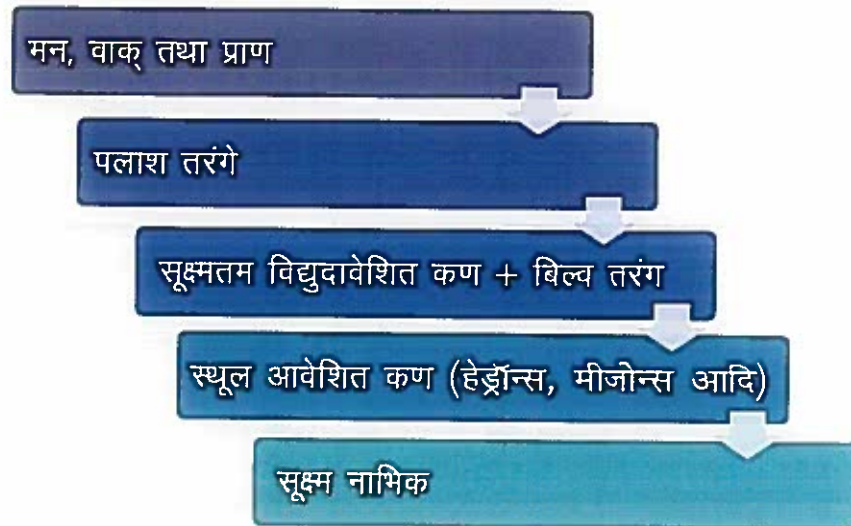 मन, वाक् तथा प्राण
पलाश तरंगे
सूक्ष्मतम विद्युदावेशित कण + बिल्व तरंग
स्थूल आवेशित कण (हेड्रॉन्स, मीजोन्स आदि)
सूक्ष्म नाभिक